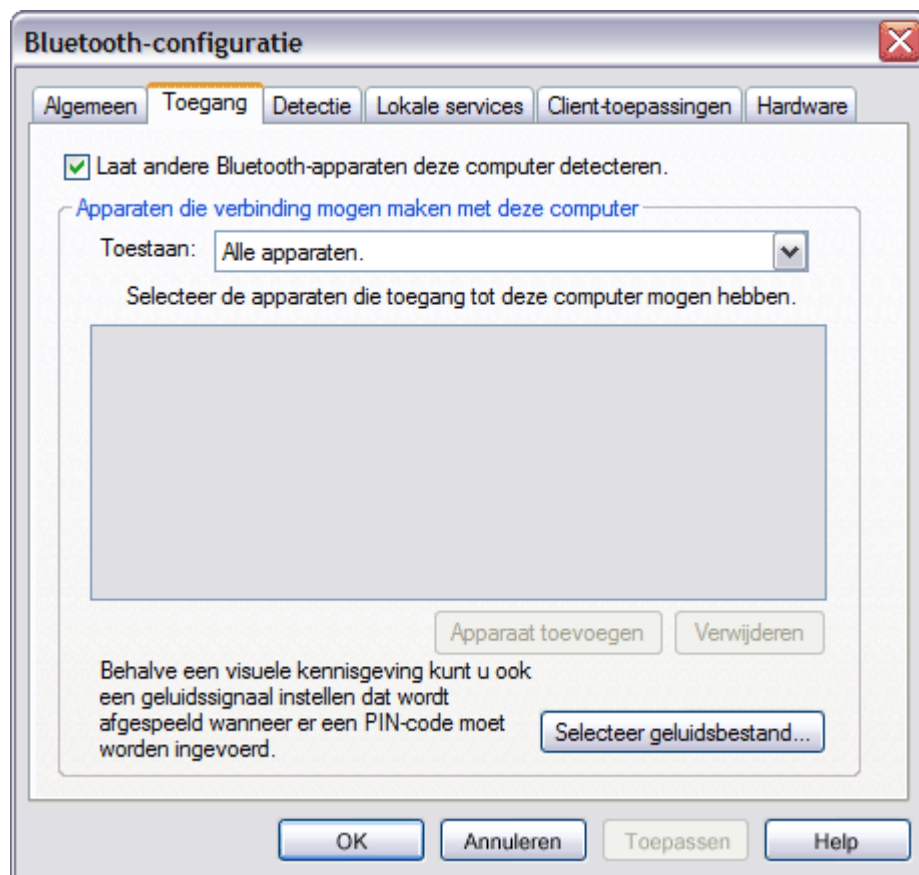 Bluetooth-configuratie
Algemeen Toegang Detectie Lokale services Client-toepassingen Hardware
Laat andere Bluetooth-apparaten deze computer detecteren.
Apparaten die verbinding mogen maken met deze computer
Toestaan: Alle apparaten.
Selecteer de apparaten die toegang tot deze computer mogen hebben.
Apparaat toevoegen Verwijderen
Behalve een visuele kennisgeving kunt u ook
een geluidssignaal instellen dat wordt
afgespeeld wanneer er een PIN-code moet
worden ingevoerd.
Selecteer geluidsbestand...
OK Annuleren Toepassen Help